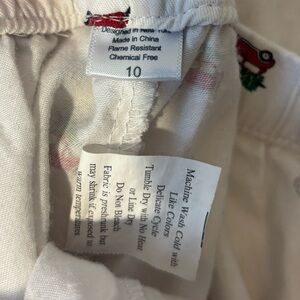 Designed in New York
Made in China
Flame Resistant
Chemical Free
10
Machine Wash Cold with
Like Colors
Delicate Cycle
Tumble Dry with No Heat
or Line Dry
Do Not Bleach
Fabric is preshrunk but
may shrink if exposed to
warm temperatures